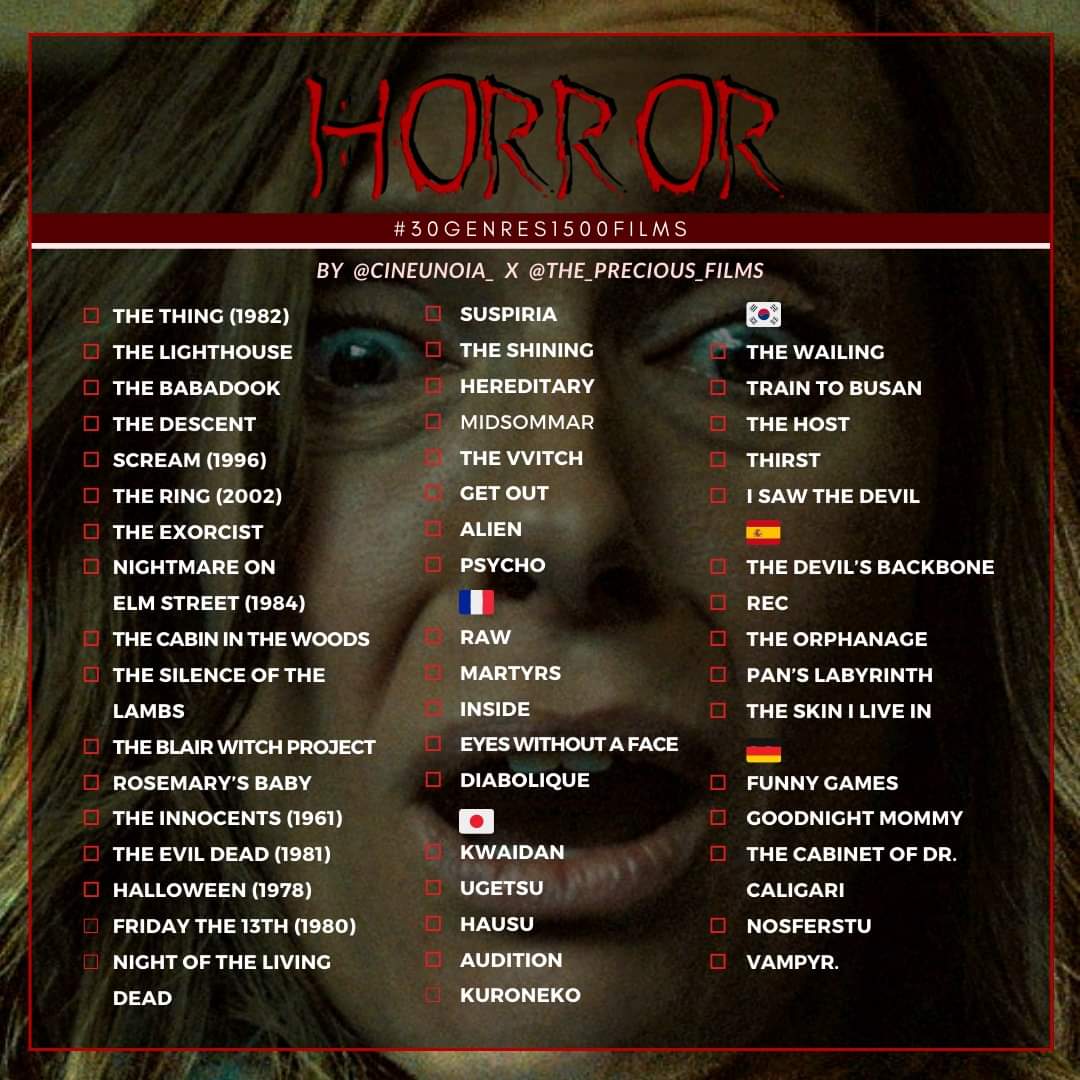 HORROR
#30GENRES1500FILMS
BY @CINEUNOIA_ X @THE_PRECIOUS_FILMS
THE THING (1982)
THE LIGHTHOUSE
THE BABADOOK
THE DESCENT
SCREAM (1996)
THE RING (2002)
THE EXORCIST
NIGHTMARE ON
ELM STREET (1984)
THE CABIN IN THE WOODS
THE SILENCE OF THE
LAMBS
THE BLAIR WITCH PROJECT
ROSEMARY'S BABY
THE INNOCENTS (1961)
THE EVIL DEAD (1981)
HALLOWEEN (1978)
FRIDAY THE 13TH (1980)
NIGHT OF THE LIVING
DEAD
SUSPIRIA
THE SHINING
HEREDITARY
MIDSOMMAR
THE VVITCH
GET OUT
ALIEN
PSYCHO
RAW
MARTYRS
INSIDE
EYES WITHOUT A FACE
DIABOLIQUE
KWAIDAN
UGETSU
HAUSU
AUDITION
KURONEKO
THE WAILING
TRAIN TO BUSAN
THE HOST
THIRST
I SAW THE DEVIL
THE DEVIL'S BACKBONE
REC
THE ORPHANAGE
PAN'S LABYRINTH
THE SKIN I LIVE IN
FUNNY GAMES
GOODNIGHT MOMMY
THE CABINET OF DR.
CALIGARI
NOSFERSTU
VAMPYR.